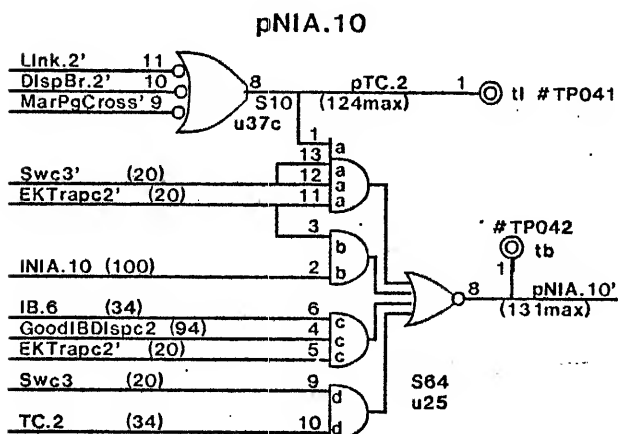 pNIA.10
Link.2' 11
DispBr.2' 10
MarPgCross' 9
8
S10
u37c
pTC.2
(124max)
1
tl #TP041
1
13
Swc3' (20) 12
EKTrapc2' (20) 11
a
a
a
a
3
INIA.10 (100) 2
b
b
#TP042
tb
1
IB.6 (34) 6
GoodIBDispc2 (94) 4
EKTrapc2' (20) 5
c
c
c
8
pNIA.10'
(131max)
Swc3 (20) 9
TC.2 (34) 10
d
d
S64
u25